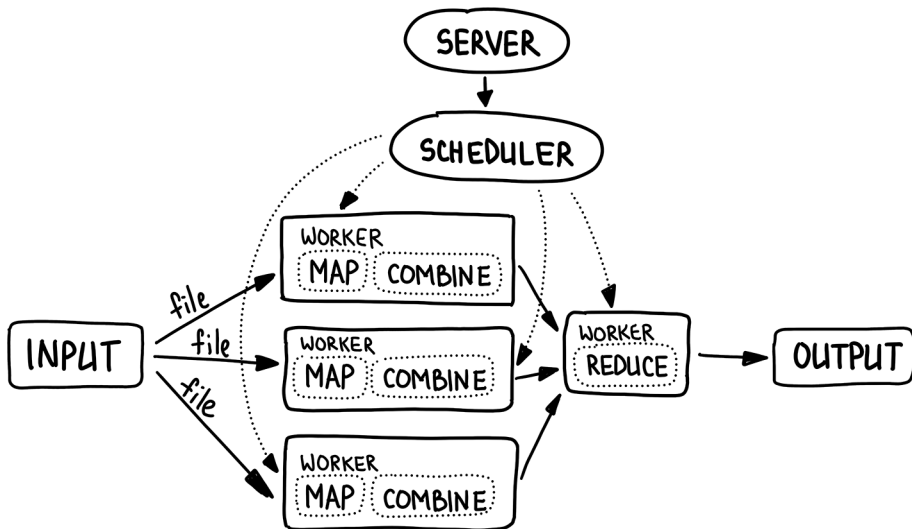 SERVER
SCHEDULER
WORKER
MAP COMBINE
file
file
file
INPUT
WORKER
MAP COMBINE
WORKER
REDUCE
OUTPUT
WORKER
MAP COMBINE